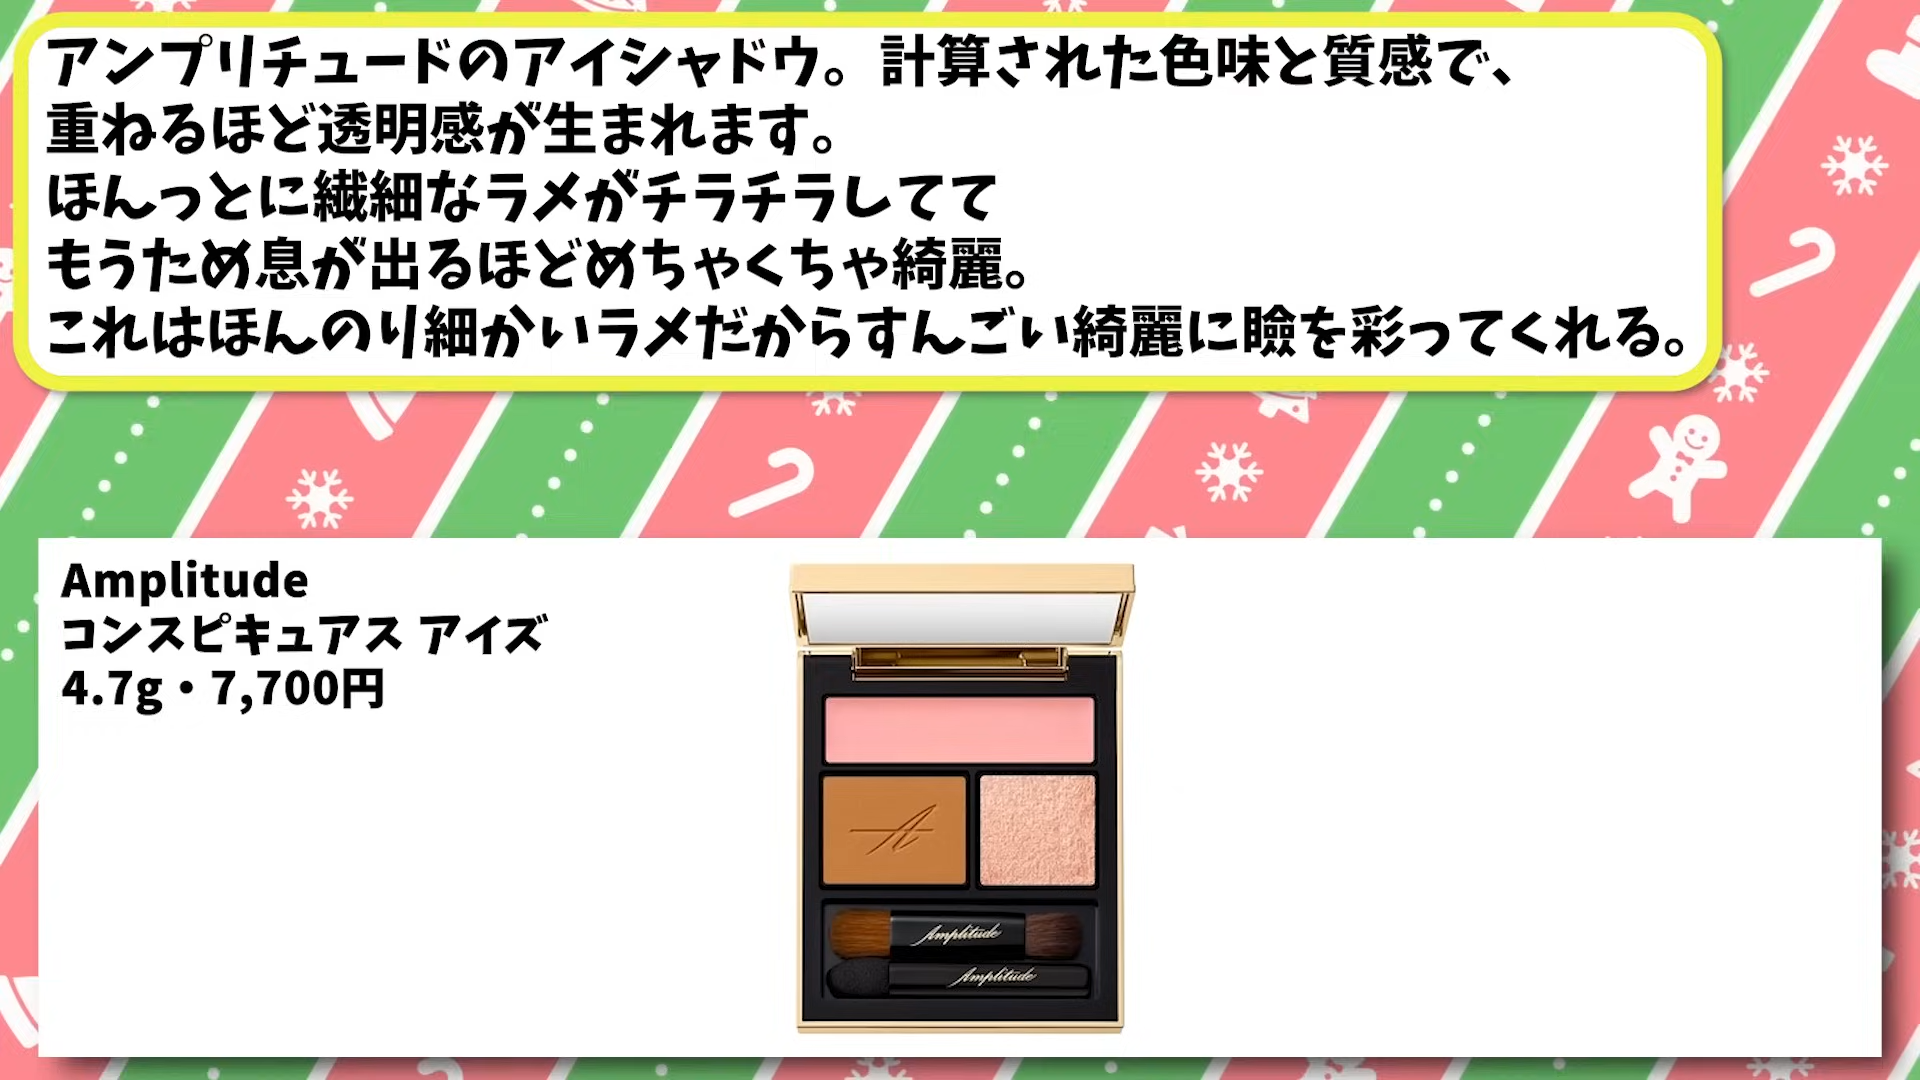 アンプリチュードのアイシャドウ。計算された色味と質感で、
重ねるほど透明感が生まれます。
ほんっとに繊細なラメがチラチラしてて
もうため息が出るほどめちゃくちゃ綺麗。
これはほんのり細かいラメだからすんごい綺麗に瞼を彩ってくれる。
Amplitude
コンスピキュアス アイズ
4.7g・7,700円
A
Amplitude
Amplitude